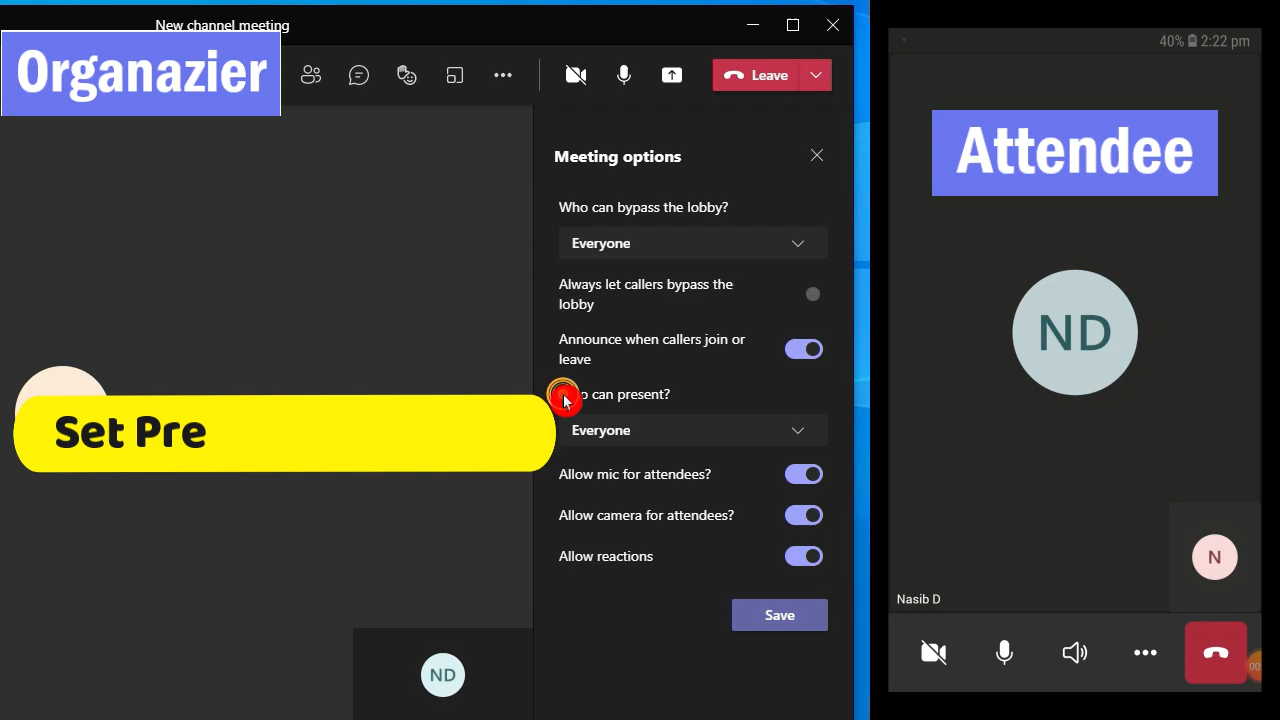 New channel meeting
Organazier
Leave
Meeting options
Who can bypass the lobby?
Everyone
Always let callers bypass the
lobby
Announce when callers join or
leave
can present?
Everyone
Set Pre
Allow mic for attendees?
Allow camera for attendees?
Allow reactions
Save
ND
40% 2:22 pm
Attendee
ND
N
Nasib D